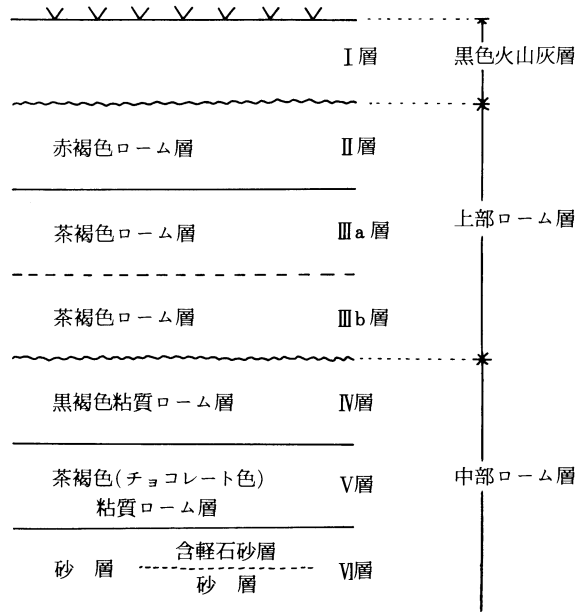 Ⅰ層 黒色火山灰層
赤褐色ローム層 Ⅱ層
上部ローム層
茶褐色ローム層 Ⅲa層
茶褐色ローム層 Ⅲb層
黒褐色粘質ローム層 Ⅳ層
茶褐色(チョコレート色)
粘質ローム層 Ⅴ層
中部ローム層
含軽石砂層
砂層 Ⅵ層
砂層